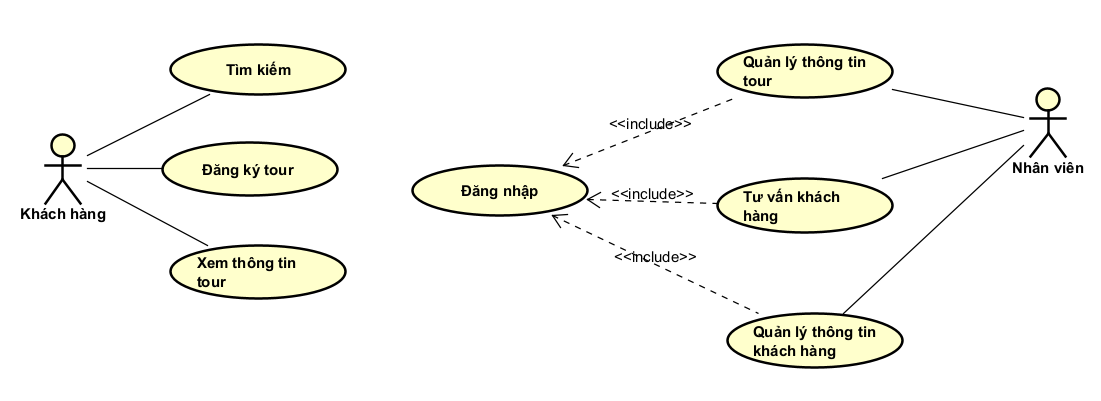 Tìm kiếm
Đăng ký tour
Khách hàng
Xem thông tin
tour
Quản lý thông tin
tour
<<include>>
Nhân viên
Đăng nhập
<<include>>
Tư vấn khách
hàng
<<include>>
Quản lý thông tin
khách hàng